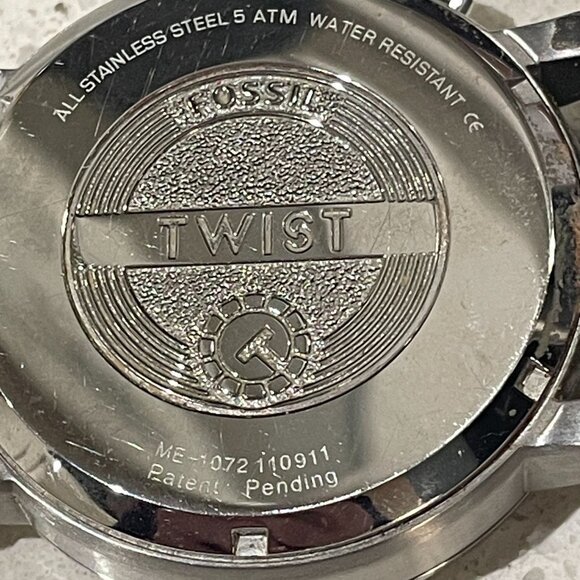 ALL STAINLESS STEEL 5 ATM WATER RESISTANT CE
FOSSIL
TWIST
T
ME-1072 110911
Patent Pending